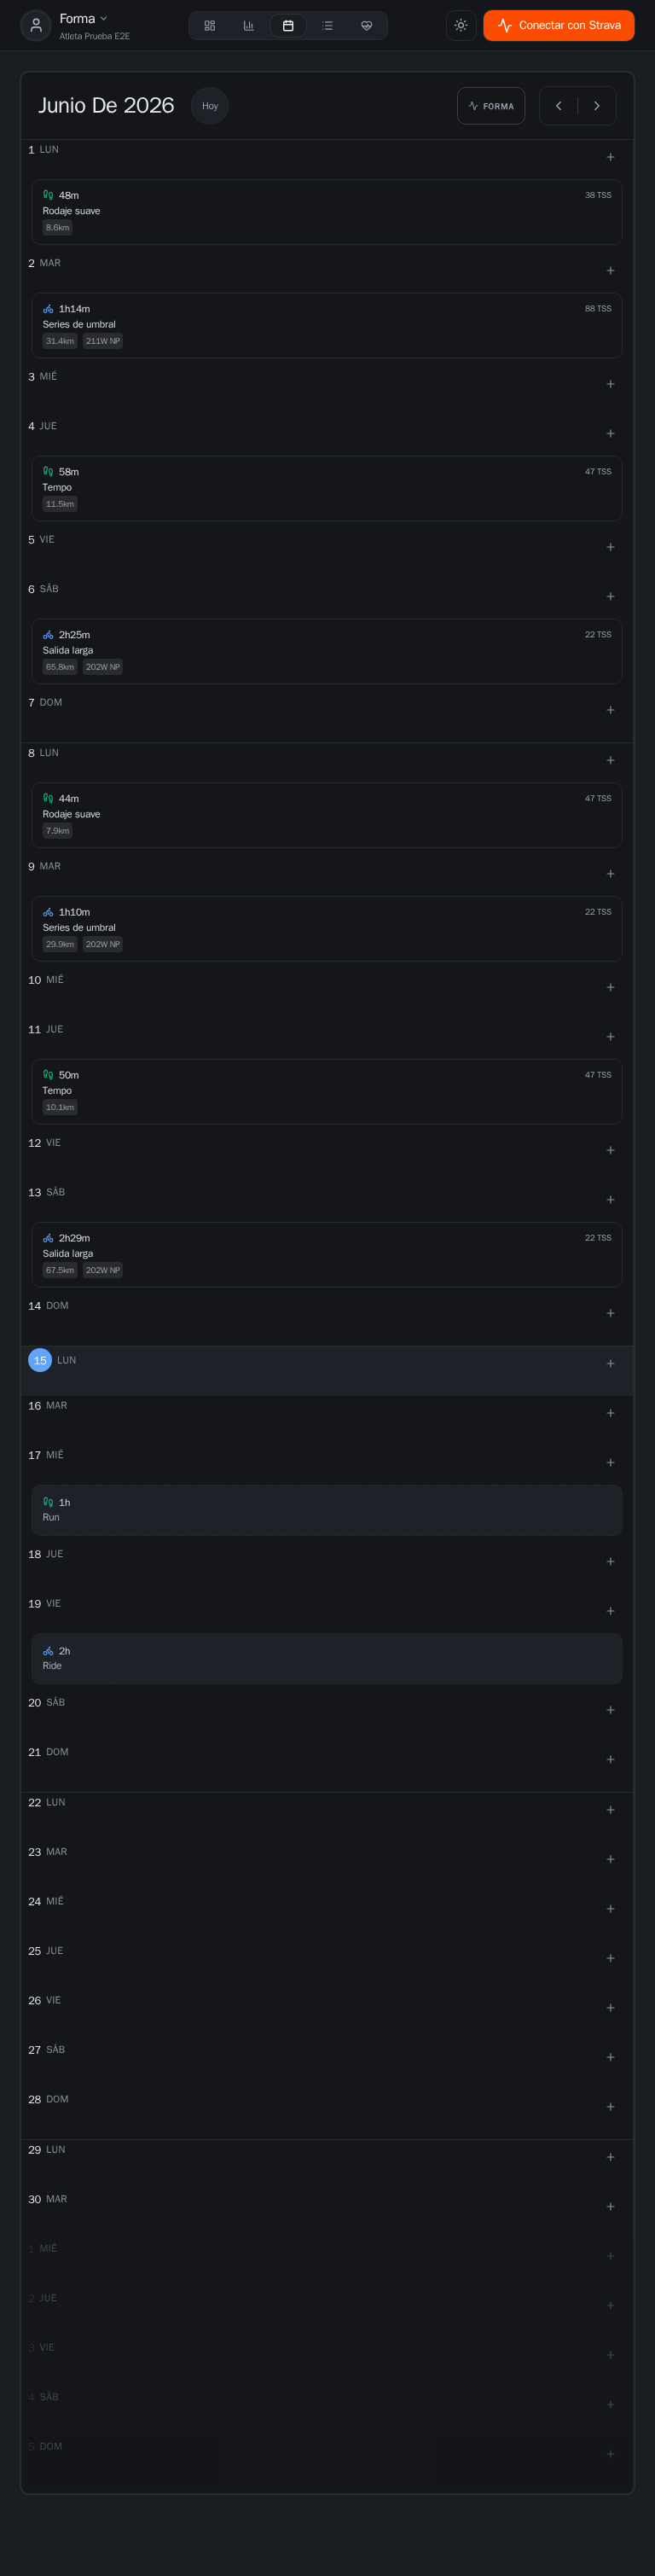 Forma
Atleta Prueba E2E
Conectar con Strava
Junio De 2026
Hoy
FORMA
1 LUN
48m
38 TSS
Rodaje suave
8.6km
2 MAR
1h14m
88 TSS
Series de umbral
31.4km 211W NP
3 MIÉ
4 JUE
58m
47 TSS
Tempo
11.5km
5 VIE
6 SÁB
2h25m
22 TSS
Salida larga
65.8km 202W NP
7 DOM
8 LUN
44m
47 TSS
Rodaje suave
7.9km
9 MAR
1h10m
22 TSS
Series de umbral
29.9km 202W NP
10 MIÉ
11 JUE
50m
47 TSS
Tempo
10.1km
12 VIE
13 SÁB
2h29m
22 TSS
Salida larga
67.5km 202W NP
14 DOM
15 LUN
16 MAR
17 MIÉ
1h
Run
18 JUE
19 VIE
2h
Ride
20 SÁB
21 DOM
22 LUN
23 MAR
24 MIÉ
25 JUE
26 VIE
27 SÁB
28 DOM
29 LUN
30 MAR
1 MIÉ
2 JUE
3 VIE
4 SÁB
5 DOM